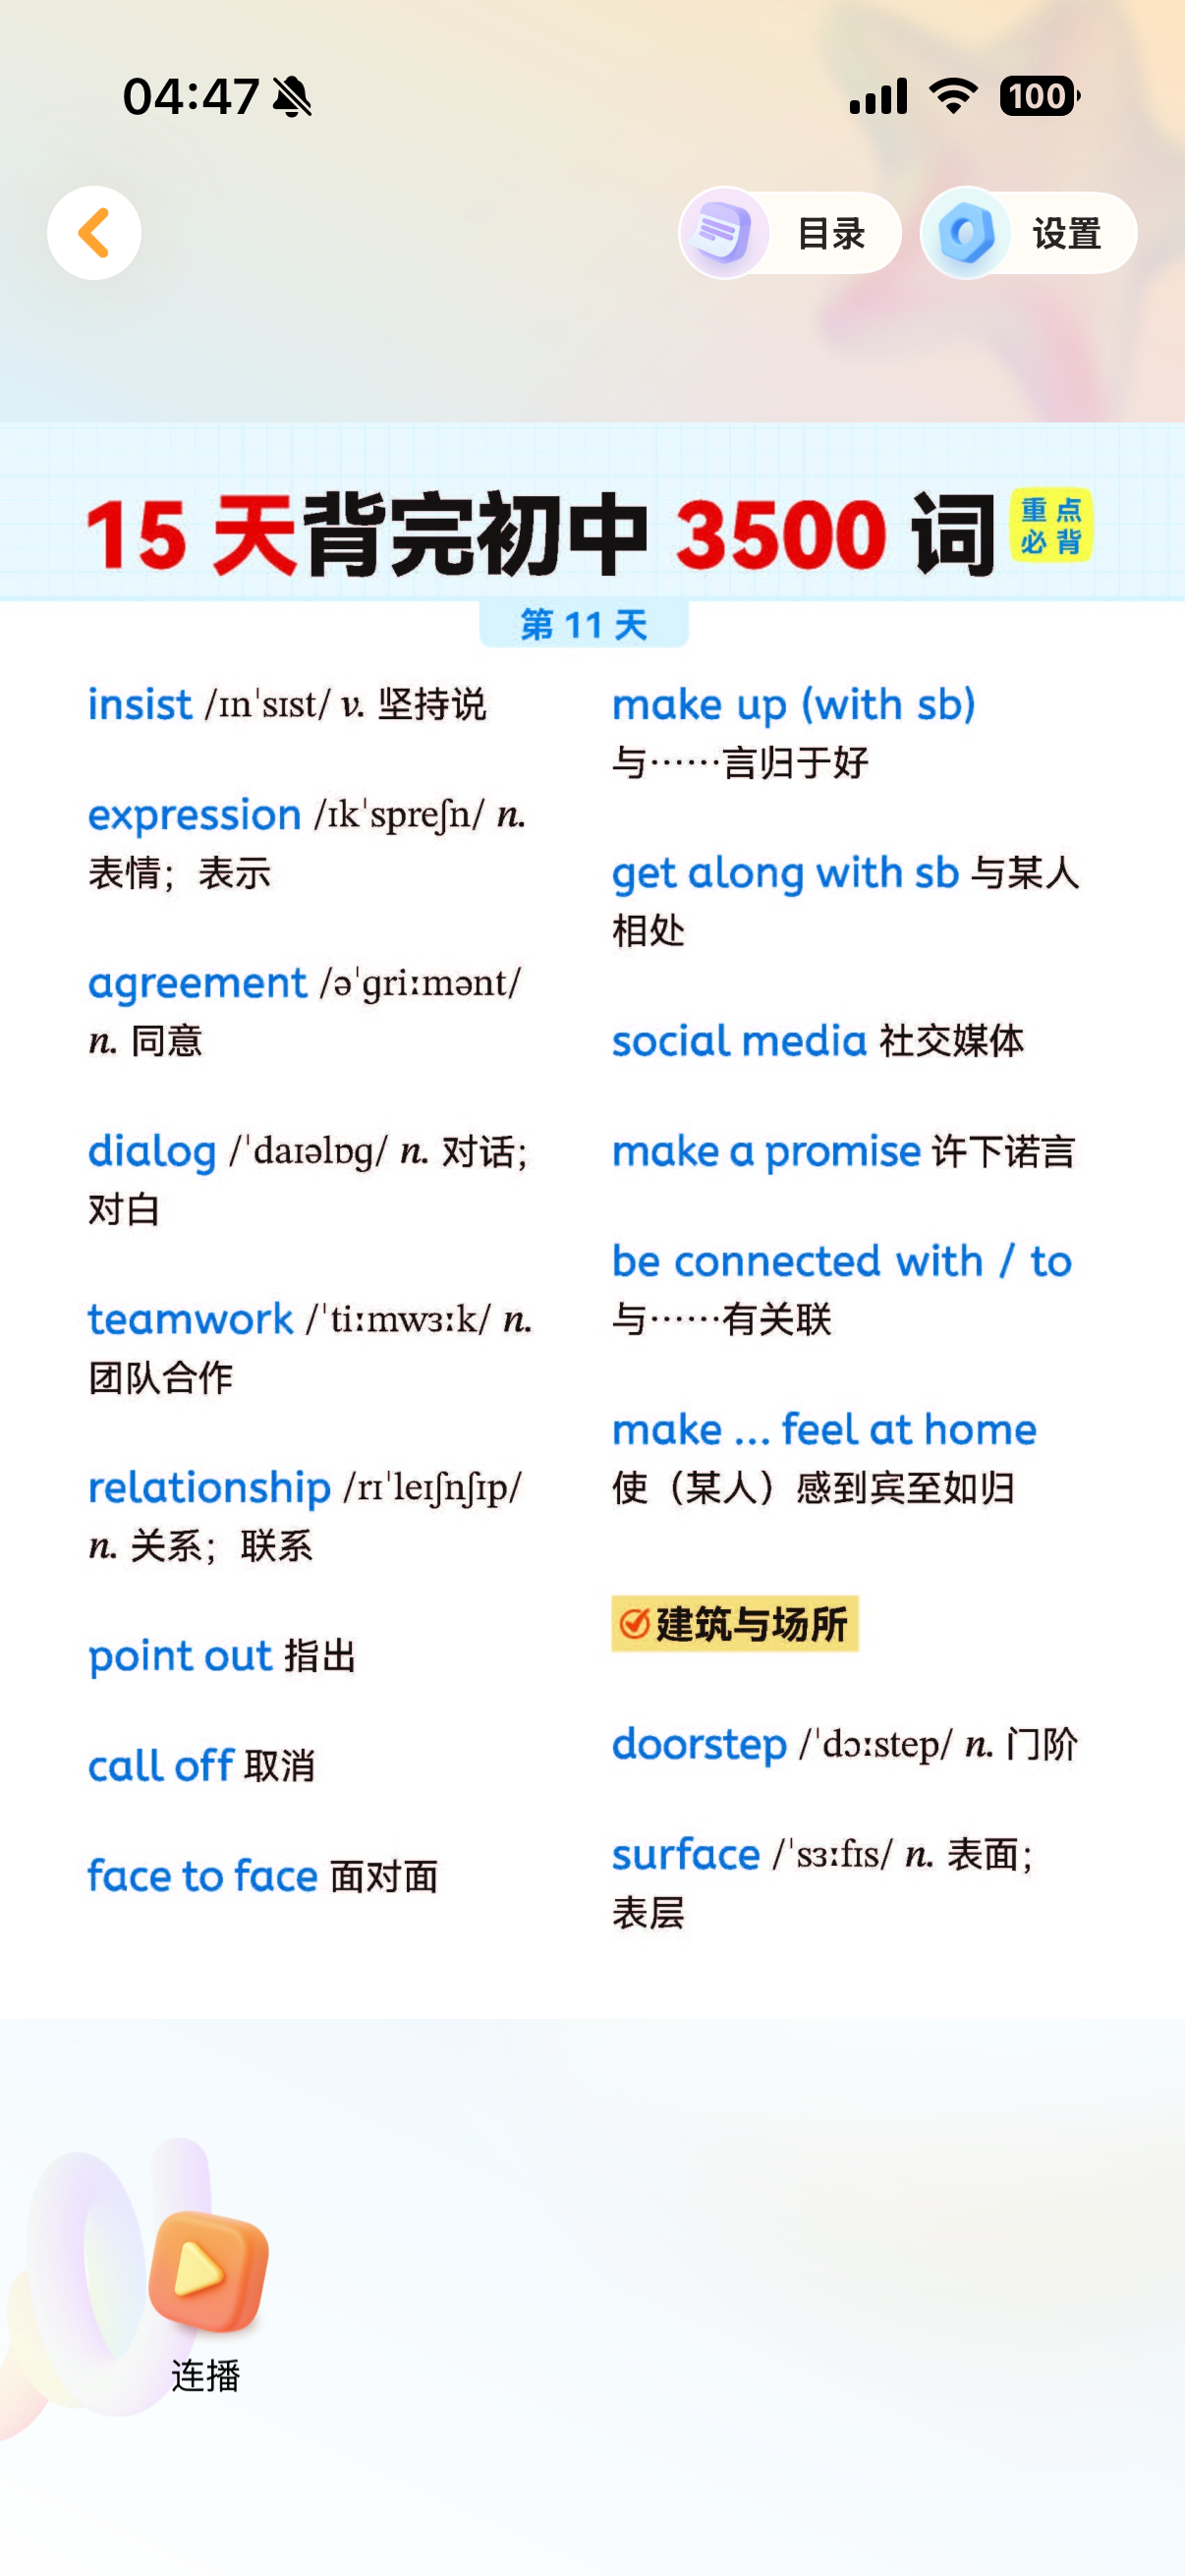 04:47
100
目录
设置
15 天背完初中 3500 词
重点
必背
第 11 天
insist /ɪnˈsɪst/ v. 坚持说
expression /ɪkˈspreʃn/ n.
表情；表示
agreement /əˈɡriːmənt/
n. 同意
dialog /ˈdaɪəlɒɡ/ n. 对话；
对白
teamwork /ˈtiːmwɜːk/ n.
团队合作
relationship /rɪˈleɪʃnʃɪp/
n. 关系；联系
point out 指出
call off 取消
face to face 面对面
make up (with sb)
与……言归于好
get along with sb 与某人
相处
social media 社交媒体
make a promise 许下诺言
be connected with / to
与……有关联
make ... feel at home
使（某人）感到宾至如归
建筑与场所
doorstep /ˈdɔːstep/ n. 门阶
surface /ˈsɜːfɪs/ n. 表面；
表层
连播